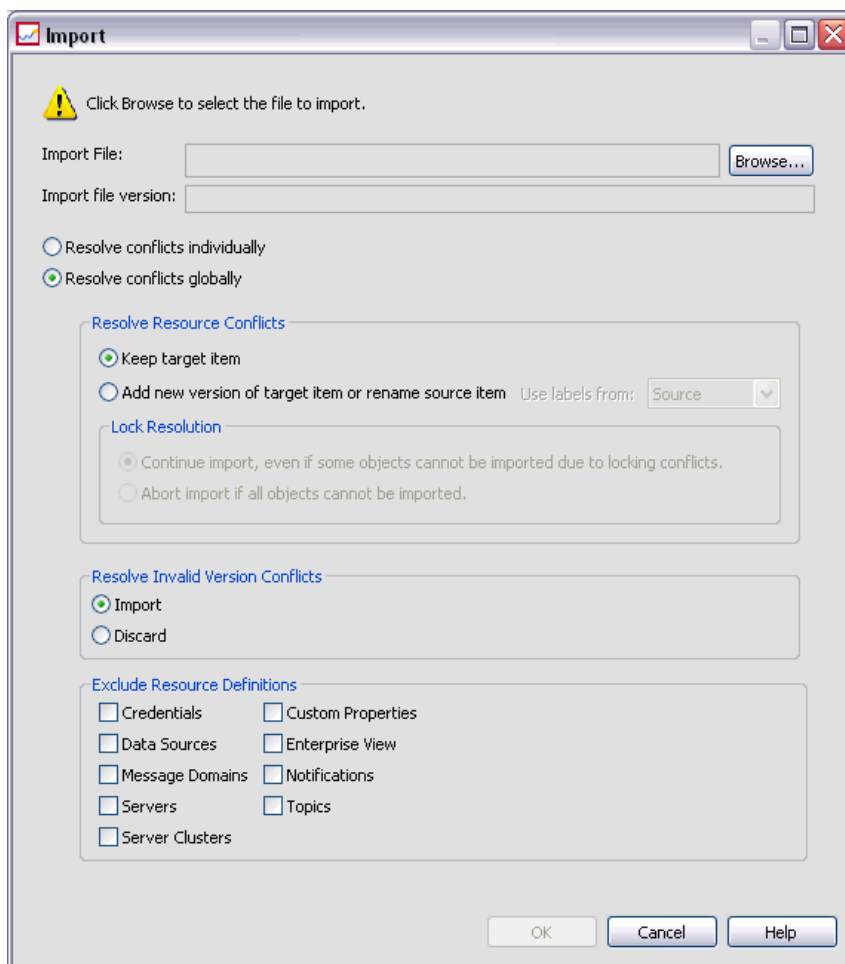 Import
Click Browse to select the file to import.
Import File:
Browse...
Import file version:
Resolve conflicts individually
Resolve conflicts globally
Resolve Resource Conflicts
Keep target item
Add new version of target item or rename source item Use labels from: Source
Lock Resolution
Continue import, even if some objects cannot be imported due to locking conflicts.
Abort import if all objects cannot be imported.
Resolve Invalid Version Conflicts
Import
Discard
Exclude Resource Definitions
Credentials Custom Properties
Data Sources Enterprise View
Message Domains Notifications
Servers Topics
Server Clusters
OK Cancel Help